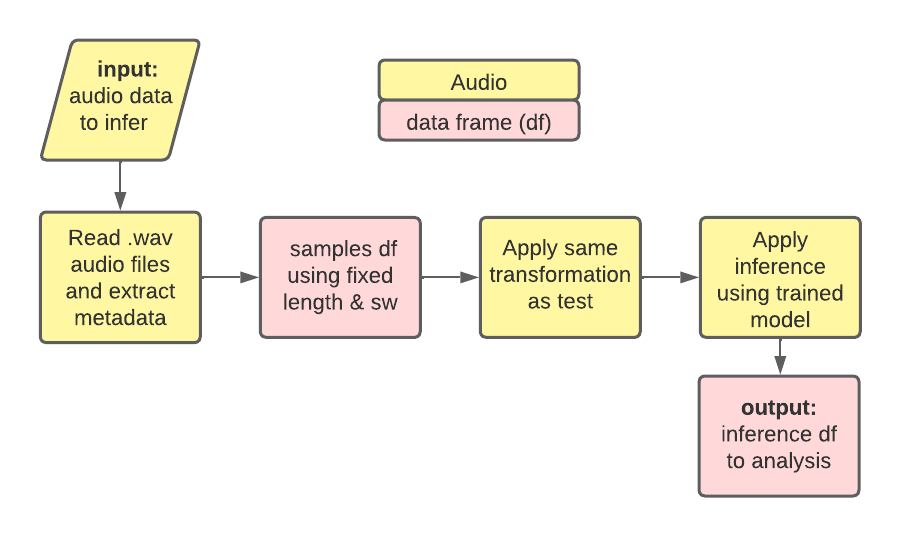 input:
audio data
to infer
Audio
data frame (df)
Read .wav
audio files
and extract
metadata
samples df
using fixed
length & sw
Apply same
transformation
as test
Apply
inference
using trained
model
output:
inference df
to analysis